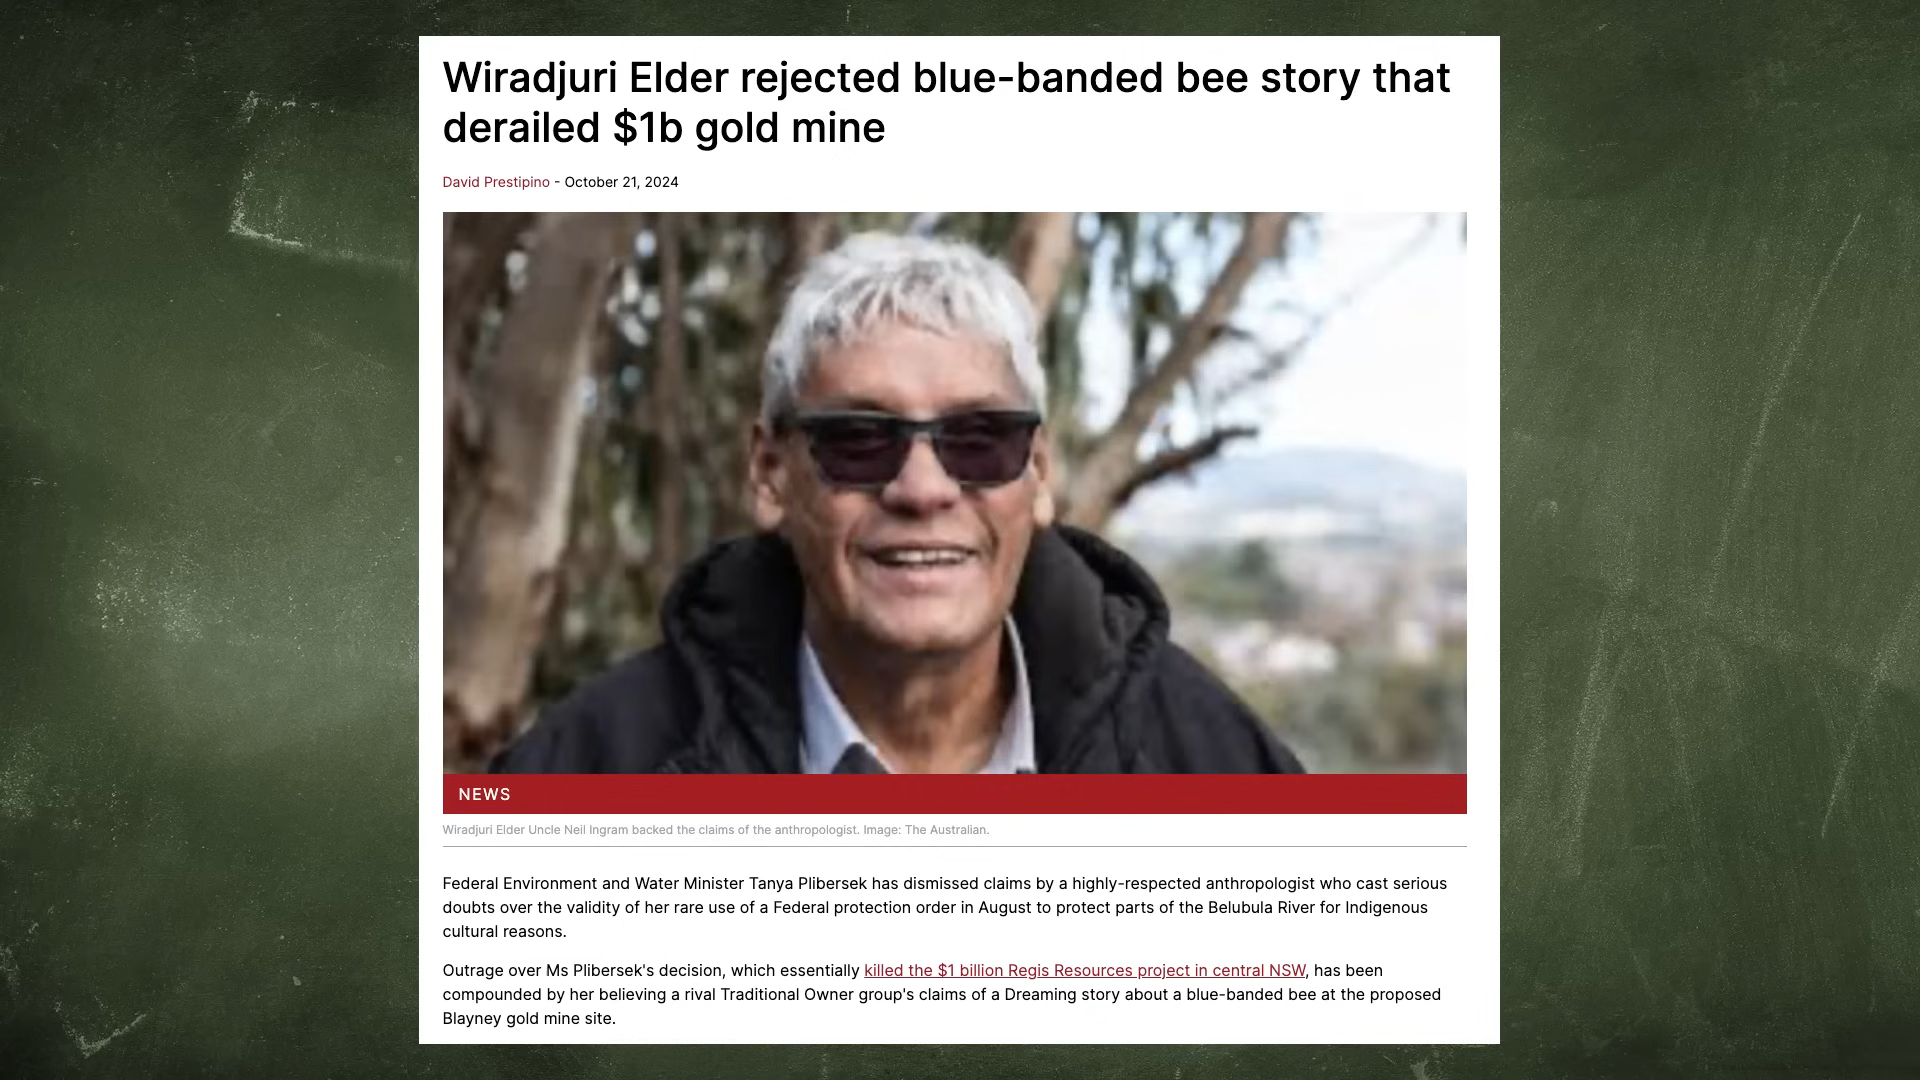 Wiradjuri Elder rejected blue-banded bee story that
derailed $1b gold mine
David Prestipino - October 21, 2024
NEWS
Wiradjuri Elder Uncle Neil Ingram backed the claims of the anthropologist. Image: The Australian.
Federal Environment and Water Minister Tanya Plibersek has dismissed claims by a highly-respected anthropologist who cast serious
doubts over the validity of her rare use of a Federal protection order in August to protect parts of the Belubula River for Indigenous
cultural reasons.
Outrage over Ms Plibersek's decision, which essentially killed the $1 billion Regis Resources project in central NSW, has been
compounded by her believing a rival Traditional Owner group's claims of a Dreaming story about a blue-banded bee at the proposed
Blayney gold mine site.